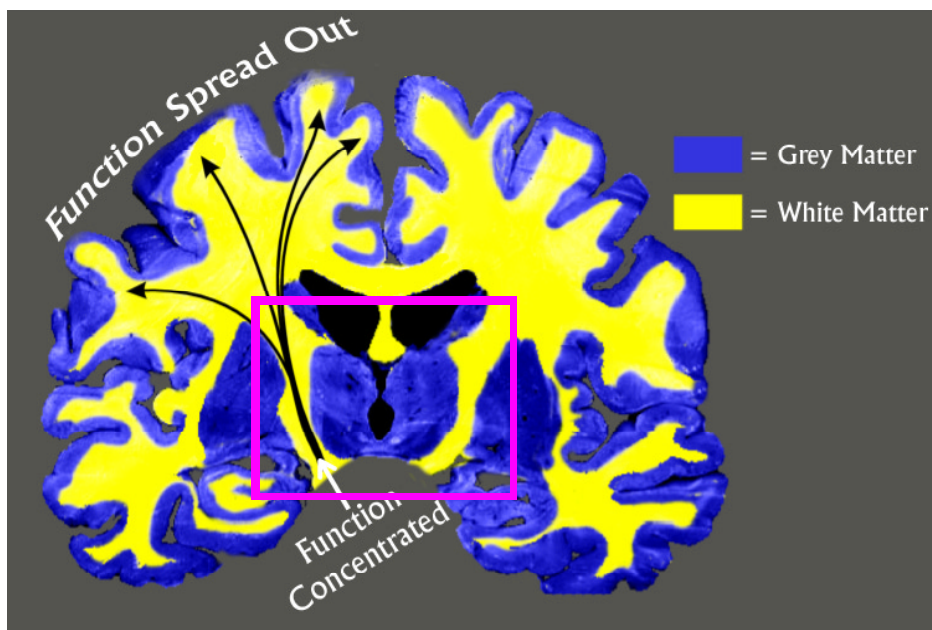 Function Spread Out
= Grey Matter
= White Matter
Function
Concentrated